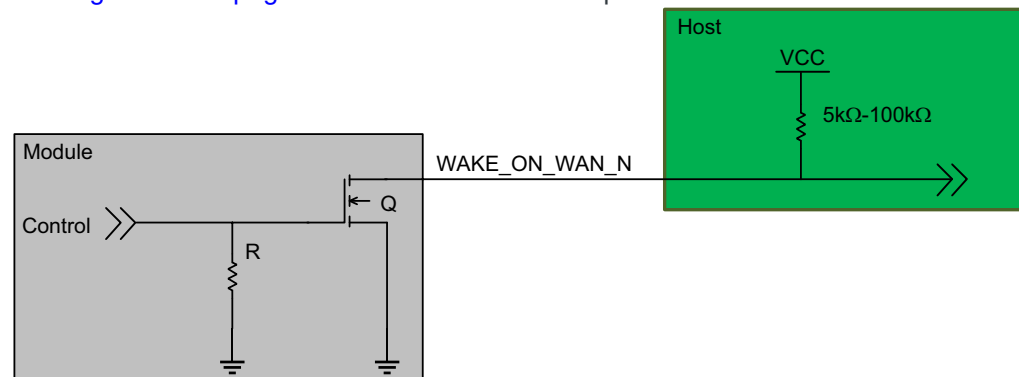 Host
VCC
5kΩ-100kΩ
Module
WAKE_ON_WAN_N
Q
Control
R